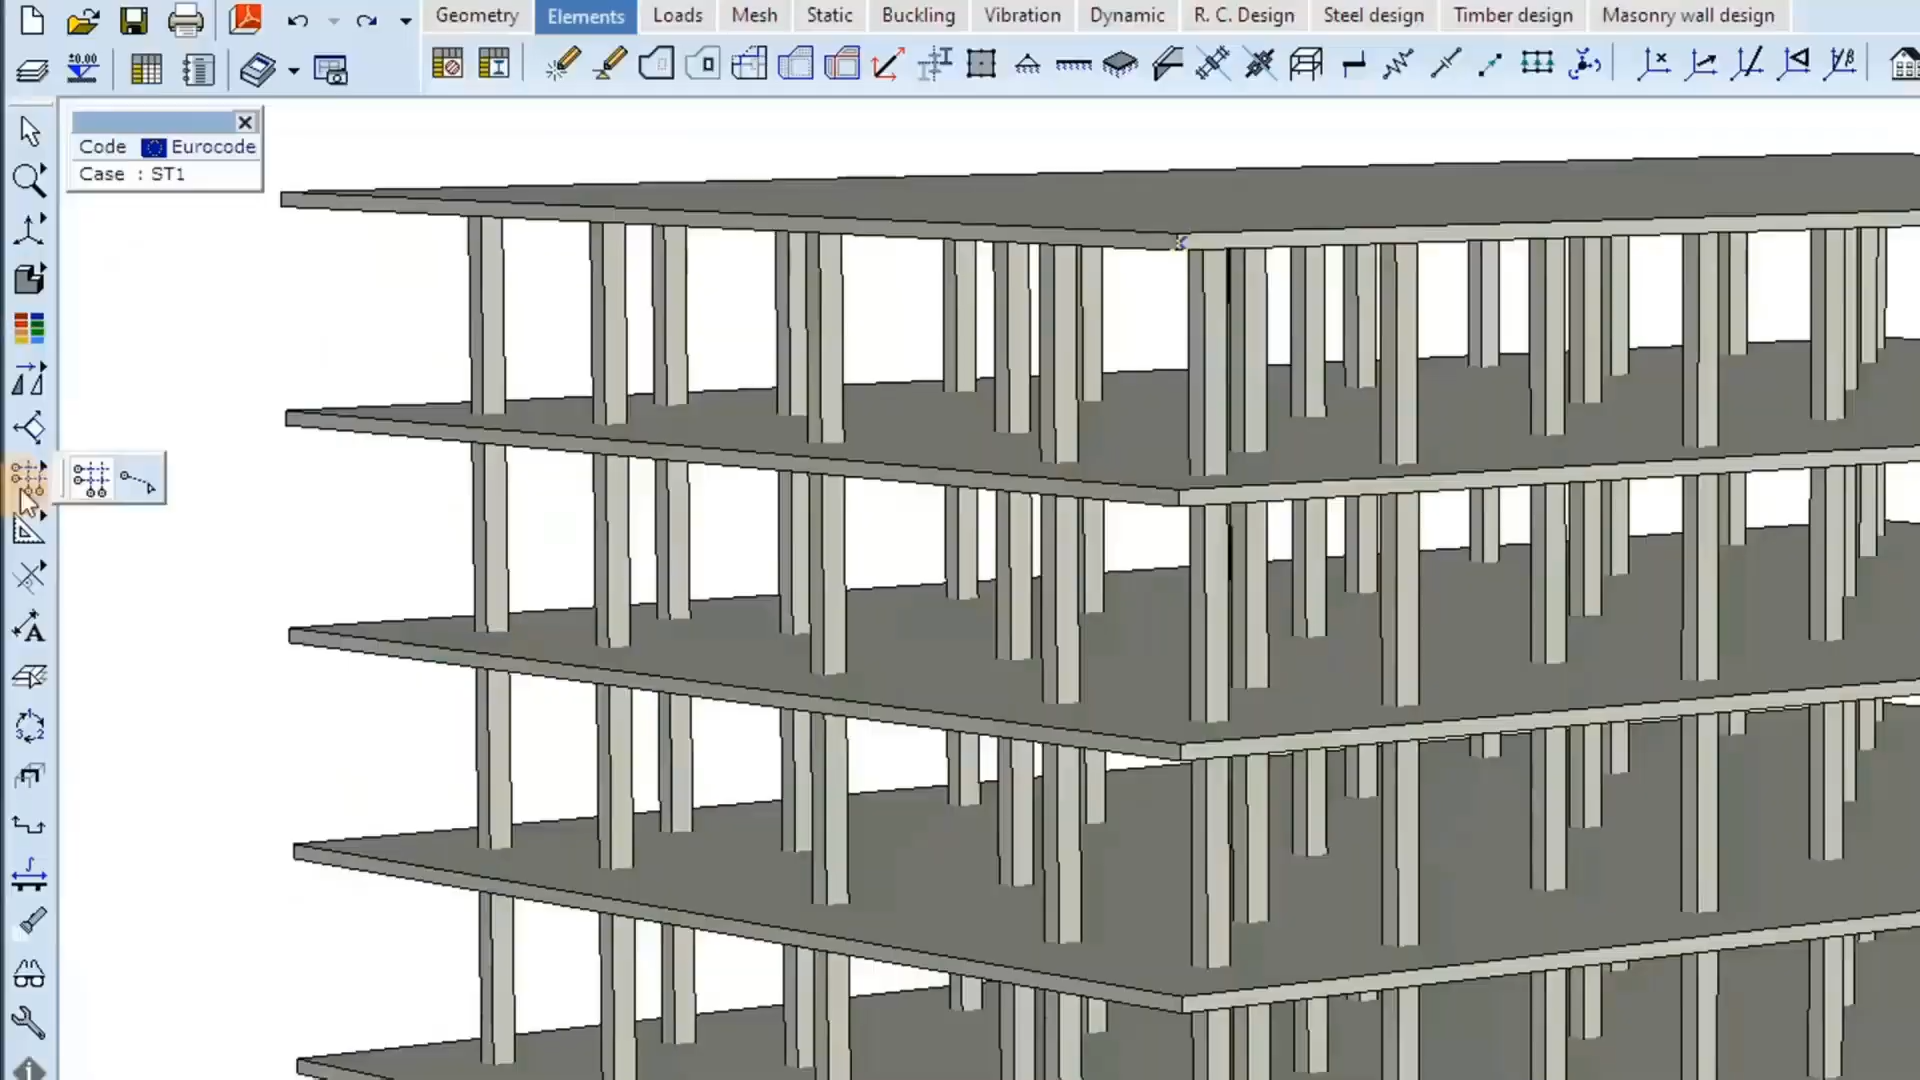 Geometry Elements Loads Mesh Static Buckling Vibration Dynamic R. C. Design Steel design Timber design Masonry wall design
±0.00
Code Eurocode
Case : ST1
A